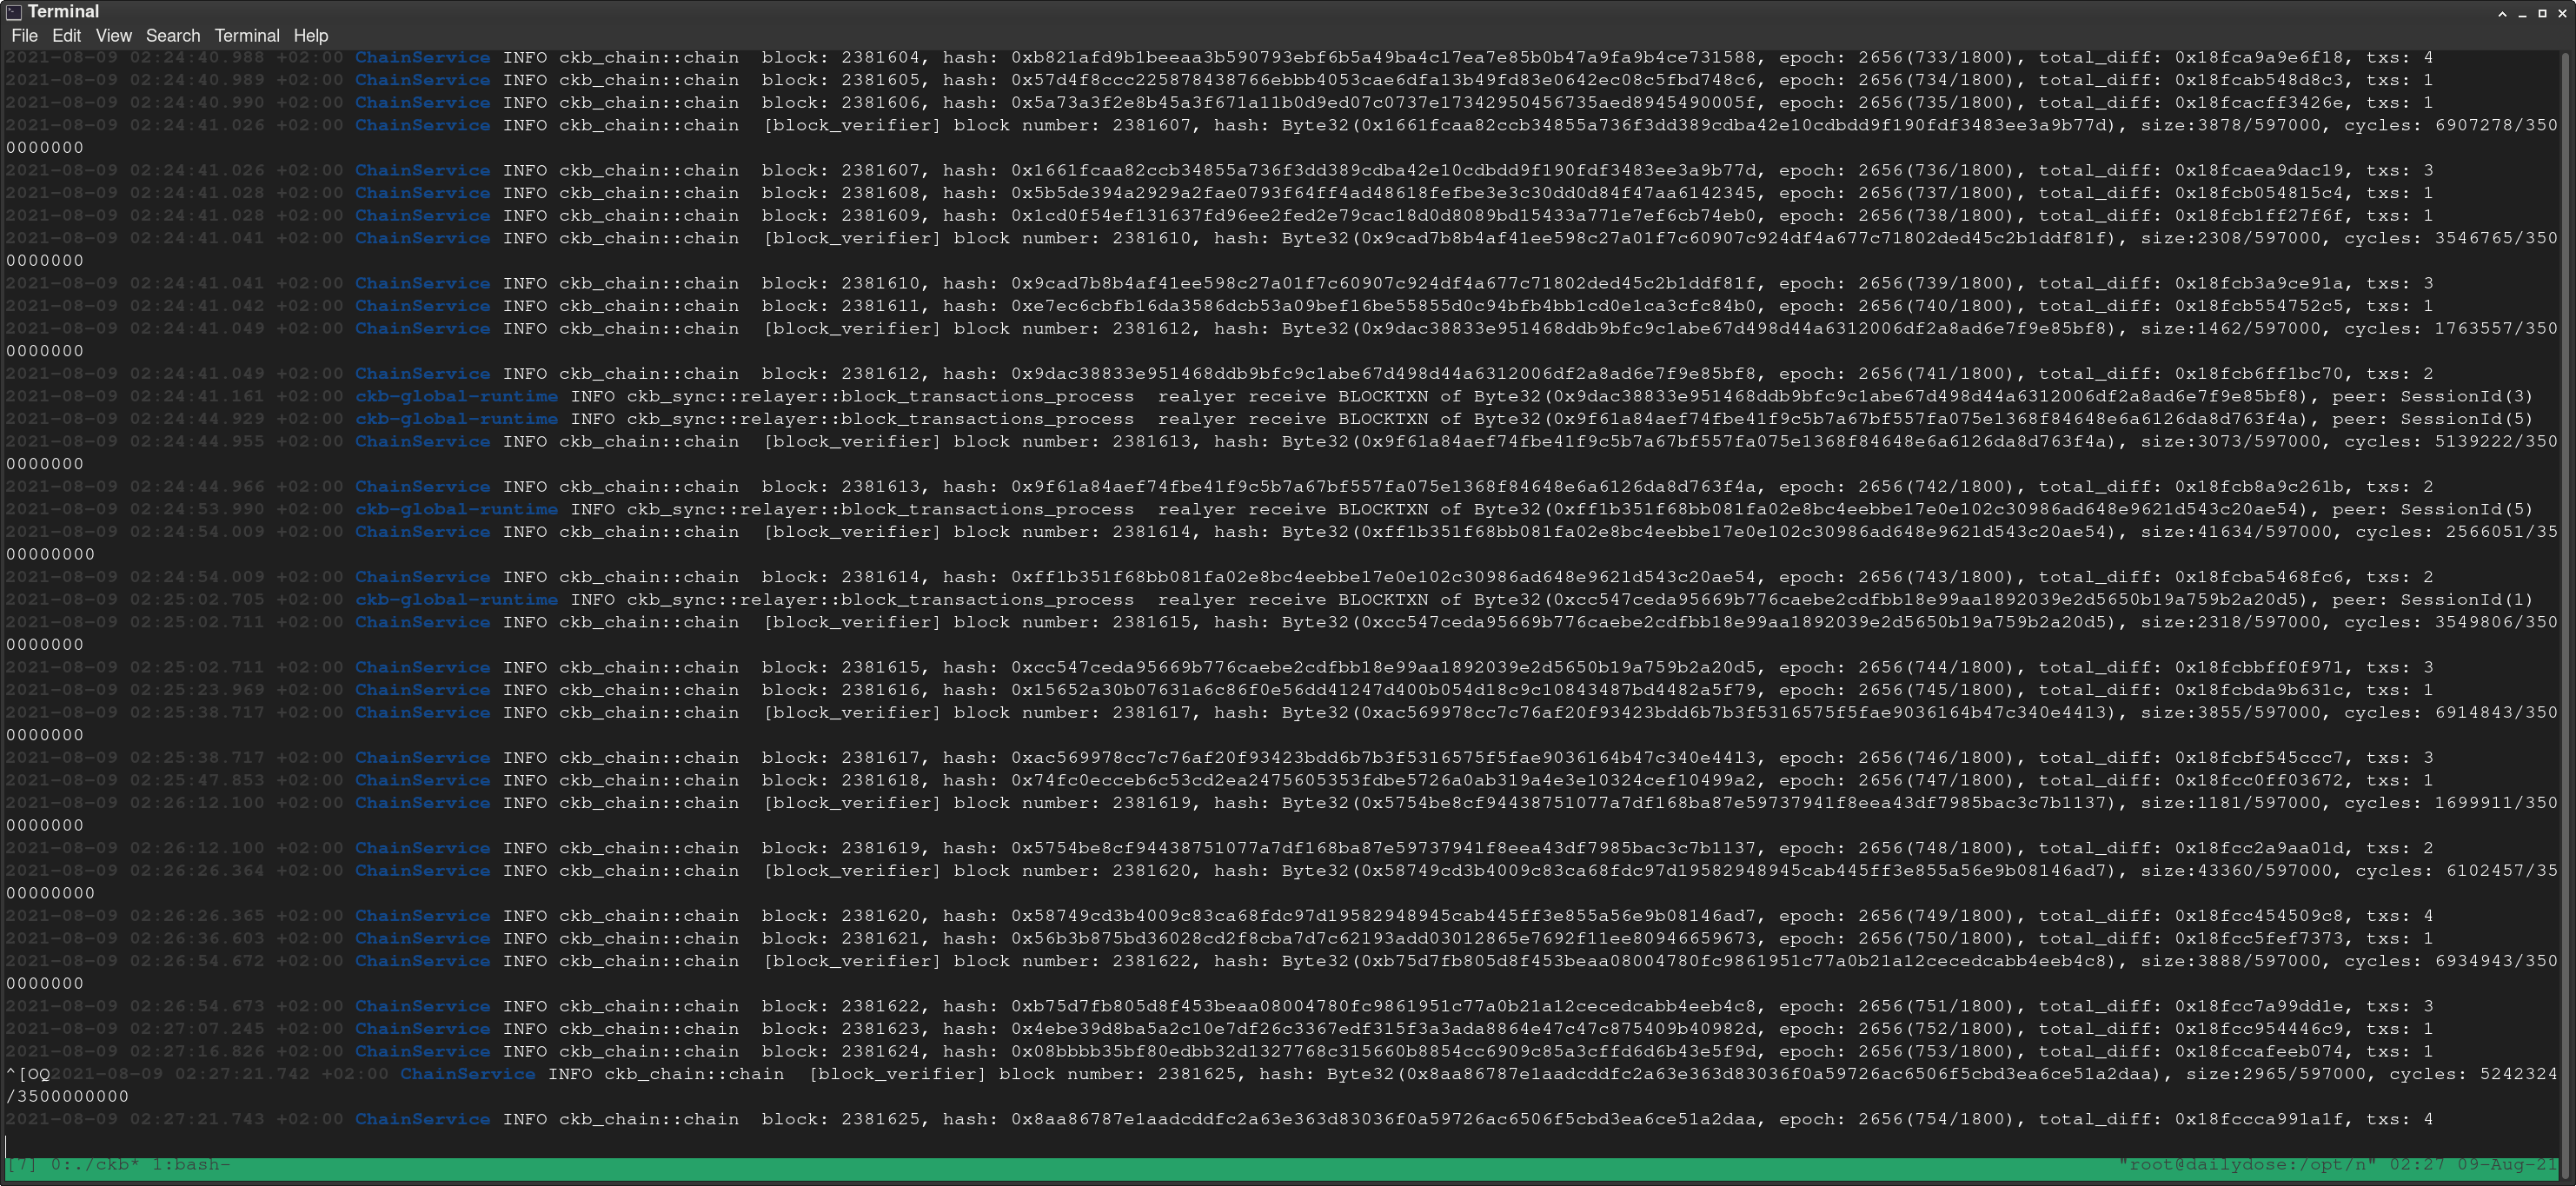 Terminal
File Edit View Search Terminal Help
2021-08-09 02:24:40.988 +02:00 ChainService INFO ckb_chain::chain  block: 2381604, hash: 0xb821afd9b1beeaa3b590793ebf6b5a49ba4c17ea7e85b0b47a9fa9b4ce731588, epoch: 2656(733/1800), total_diff: 0x18fca9a9e6f18, txs: 4
2021-08-09 02:24:40.989 +02:00 ChainService INFO ckb_chain::chain  block: 2381605, hash: 0x57d4f8ccc225878438766ebbb4053cae6dfa13b49fd83e0642ec08c5fbd748c6, epoch: 2656(734/1800), total_diff: 0x18fcab548d8c3, txs: 1
2021-08-09 02:24:40.990 +02:00 ChainService INFO ckb_chain::chain  block: 2381606, hash: 0x5a73a3f2e8b45a3f671a11b0d9ed07c0737e17342950456735aed8945490005f, epoch: 2656(735/1800), total_diff: 0x18fcacff3426e, txs: 1
2021-08-09 02:24:41.026 +02:00 ChainService INFO ckb_chain::chain  [block_verifier] block number: 2381607, hash: Byte32(0x1661fcaa82ccb34855a736f3dd389cdba42e10cdbdd9f190fdf3483ee3a9b77d), size:3878/597000, cycles: 6907278/350
0000000
2021-08-09 02:24:41.026 +02:00 ChainService INFO ckb_chain::chain  block: 2381607, hash: 0x1661fcaa82ccb34855a736f3dd389cdba42e10cdbdd9f190fdf3483ee3a9b77d, epoch: 2656(736/1800), total_diff: 0x18fcaea9dac19, txs: 3
2021-08-09 02:24:41.028 +02:00 ChainService INFO ckb_chain::chain  block: 2381608, hash: 0x5b5de394a2929a2fae0793f64ff4ad48618fefbe3e3c30dd0d84f47aa6142345, epoch: 2656(737/1800), total_diff: 0x18fcb054815c4, txs: 1
2021-08-09 02:24:41.028 +02:00 ChainService INFO ckb_chain::chain  block: 2381609, hash: 0x1cd0f54ef131637fd96ee2fed2e79cac18d0d8089bd15433a771e7ef6cb74eb0, epoch: 2656(738/1800), total_diff: 0x18fcb1ff27f6f, txs: 1
2021-08-09 02:24:41.041 +02:00 ChainService INFO ckb_chain::chain  [block_verifier] block number: 2381610, hash: Byte32(0x9cad7b8b4af41ee598c27a01f7c60907c924df4a677c71802ded45c2b1ddf81f), size:2308/597000, cycles: 3546765/350
0000000
2021-08-09 02:24:41.041 +02:00 ChainService INFO ckb_chain::chain  block: 2381610, hash: 0x9cad7b8b4af41ee598c27a01f7c60907c924df4a677c71802ded45c2b1ddf81f, epoch: 2656(739/1800), total_diff: 0x18fcb3a9ce91a, txs: 3
2021-08-09 02:24:41.042 +02:00 ChainService INFO ckb_chain::chain  block: 2381611, hash: 0xe7ec6cbfb16da3586dcb53a09bef16be55855d0c94bfb4bb1cd0e1ca3cfc84b0, epoch: 2656(740/1800), total_diff: 0x18fcb554752c5, txs: 1
2021-08-09 02:24:41.049 +02:00 ChainService INFO ckb_chain::chain  [block_verifier] block number: 2381612, hash: Byte32(0x9dac38833e951468ddb9bfc9c1abe67d498d44a6312006df2a8ad6e7f9e85bf8), size:1462/597000, cycles: 1763557/350
0000000
2021-08-09 02:24:41.049 +02:00 ChainService INFO ckb_chain::chain  block: 2381612, hash: 0x9dac38833e951468ddb9bfc9c1abe67d498d44a6312006df2a8ad6e7f9e85bf8, epoch: 2656(741/1800), total_diff: 0x18fcb6ff1bc70, txs: 2
2021-08-09 02:24:41.161 +02:00 ckb-global-runtime INFO ckb_sync::relayer::block_transactions_process  realyer receive BLOCKTXN of Byte32(0x9dac38833e951468ddb9bfc9c1abe67d498d44a6312006df2a8ad6e7f9e85bf8), peer: SessionId(3)
2021-08-09 02:24:44.929 +02:00 ckb-global-runtime INFO ckb_sync::relayer::block_transactions_process  realyer receive BLOCKTXN of Byte32(0x9f61a84aef74fbe41f9c5b7a67bf557fa075e1368f84648e6a6126da8d763f4a), peer: SessionId(5)
2021-08-09 02:24:44.955 +02:00 ChainService INFO ckb_chain::chain  [block_verifier] block number: 2381613, hash: Byte32(0x9f61a84aef74fbe41f9c5b7a67bf557fa075e1368f84648e6a6126da8d763f4a), size:3073/597000, cycles: 5139222/350
0000000
2021-08-09 02:24:44.966 +02:00 ChainService INFO ckb_chain::chain  block: 2381613, hash: 0x9f61a84aef74fbe41f9c5b7a67bf557fa075e1368f84648e6a6126da8d763f4a, epoch: 2656(742/1800), total_diff: 0x18fcb8a9c261b, txs: 2
2021-08-09 02:24:53.990 +02:00 ckb-global-runtime INFO ckb_sync::relayer::block_transactions_process  realyer receive BLOCKTXN of Byte32(0xff1b351f68bb081fa02e8bc4eebbe17e0e102c30986ad648e9621d543c20ae54), peer: SessionId(5)
2021-08-09 02:24:54.009 +02:00 ChainService INFO ckb_chain::chain  [block_verifier] block number: 2381614, hash: Byte32(0xff1b351f68bb081fa02e8bc4eebbe17e0e102c30986ad648e9621d543c20ae54), size:41634/597000, cycles: 2566051/35
00000000
2021-08-09 02:24:54.009 +02:00 ChainService INFO ckb_chain::chain  block: 2381614, hash: 0xff1b351f68bb081fa02e8bc4eebbe17e0e102c30986ad648e9621d543c20ae54, epoch: 2656(743/1800), total_diff: 0x18fcba5468fc6, txs: 2
2021-08-09 02:25:02.705 +02:00 ckb-global-runtime INFO ckb_sync::relayer::block_transactions_process  realyer receive BLOCKTXN of Byte32(0xcc547ceda95669b776caebe2cdfbb18e99aa1892039e2d5650b19a759b2a20d5), peer: SessionId(1)
2021-08-09 02:25:02.711 +02:00 ChainService INFO ckb_chain::chain  [block_verifier] block number: 2381615, hash: Byte32(0xcc547ceda95669b776caebe2cdfbb18e99aa1892039e2d5650b19a759b2a20d5), size:2318/597000, cycles: 3549806/350
0000000
2021-08-09 02:25:02.711 +02:00 ChainService INFO ckb_chain::chain  block: 2381615, hash: 0xcc547ceda95669b776caebe2cdfbb18e99aa1892039e2d5650b19a759b2a20d5, epoch: 2656(744/1800), total_diff: 0x18fcbbff0f971, txs: 3
2021-08-09 02:25:23.969 +02:00 ChainService INFO ckb_chain::chain  block: 2381616, hash: 0x15652a30b07631a6c86f0e56dd41247d400b054d18c9c10843487bd4482a5f79, epoch: 2656(745/1800), total_diff: 0x18fcbda9b631c, txs: 1
2021-08-09 02:25:38.717 +02:00 ChainService INFO ckb_chain::chain  [block_verifier] block number: 2381617, hash: Byte32(0xac569978cc7c76af20f93423bdd6b7b3f5316575f5fae9036164b47c340e4413), size:3855/597000, cycles: 6914843/350
0000000
2021-08-09 02:25:38.717 +02:00 ChainService INFO ckb_chain::chain  block: 2381617, hash: 0xac569978cc7c76af20f93423bdd6b7b3f5316575f5fae9036164b47c340e4413, epoch: 2656(746/1800), total_diff: 0x18fcbf545ccc7, txs: 3
2021-08-09 02:25:47.853 +02:00 ChainService INFO ckb_chain::chain  block: 2381618, hash: 0x74fc0ecceb6c53cd2ea2475605353fdbe5726a0ab319a4e3e10324cef10499a2, epoch: 2656(747/1800), total_diff: 0x18fcc0ff03672, txs: 1
2021-08-09 02:26:12.100 +02:00 ChainService INFO ckb_chain::chain  [block_verifier] block number: 2381619, hash: Byte32(0x5754be8cf94438751077a7df168ba87e59737941f8eea43df7985bac3c7b1137), size:1181/597000, cycles: 1699911/350
0000000
2021-08-09 02:26:12.100 +02:00 ChainService INFO ckb_chain::chain  block: 2381619, hash: 0x5754be8cf94438751077a7df168ba87e59737941f8eea43df7985bac3c7b1137, epoch: 2656(748/1800), total_diff: 0x18fcc2a9aa01d, txs: 2
2021-08-09 02:26:26.364 +02:00 ChainService INFO ckb_chain::chain  [block_verifier] block number: 2381620, hash: Byte32(0x58749cd3b4009c83ca68fdc97d19582948945cab445ff3e855a56e9b08146ad7), size:43360/597000, cycles: 6102457/35
00000000
2021-08-09 02:26:26.365 +02:00 ChainService INFO ckb_chain::chain  block: 2381620, hash: 0x58749cd3b4009c83ca68fdc97d19582948945cab445ff3e855a56e9b08146ad7, epoch: 2656(749/1800), total_diff: 0x18fcc454509c8, txs: 4
2021-08-09 02:26:36.603 +02:00 ChainService INFO ckb_chain::chain  block: 2381621, hash: 0x56b3b875bd36028cd2f8cba7d7c62193add03012865e7692f11ee80946659673, epoch: 2656(750/1800), total_diff: 0x18fcc5fef7373, txs: 1
2021-08-09 02:26:54.672 +02:00 ChainService INFO ckb_chain::chain  [block_verifier] block number: 2381622, hash: Byte32(0xb75d7fb805d8f453beaa08004780fc9861951c77a0b21a12cecedcabb4eeb4c8), size:3888/597000, cycles: 6934943/350
0000000
2021-08-09 02:26:54.673 +02:00 ChainService INFO ckb_chain::chain  block: 2381622, hash: 0xb75d7fb805d8f453beaa08004780fc9861951c77a0b21a12cecedcabb4eeb4c8, epoch: 2656(751/1800), total_diff: 0x18fcc7a99dd1e, txs: 3
2021-08-09 02:27:07.245 +02:00 ChainService INFO ckb_chain::chain  block: 2381623, hash: 0x4ebe39d8ba5a2c10e7df26c3367edf315f3a3ada8864e47c47c875409b40982d, epoch: 2656(752/1800), total_diff: 0x18fcc954446c9, txs: 1
2021-08-09 02:27:16.826 +02:00 ChainService INFO ckb_chain::chain  block: 2381624, hash: 0x08bbbb35bf80edbb32d1327768c315660b8854cc6909c85a3cffd6d6b43e5f9d, epoch: 2656(753/1800), total_diff: 0x18fccafeeb074, txs: 1
^[OQ2021-08-09 02:27:21.742 +02:00 ChainService INFO ckb_chain::chain  [block_verifier] block number: 2381625, hash: Byte32(0x8aa86787e1aadcddfc2a63e363d83036f0a59726ac6506f5cbd3ea6ce51a2daa), size:2965/597000, cycles: 5242324
/3500000000
2021-08-09 02:27:21.743 +02:00 ChainService INFO ckb_chain::chain  block: 2381625, hash: 0x8aa86787e1aadcddfc2a63e363d83036f0a59726ac6506f5cbd3ea6ce51a2daa, epoch: 2656(754/1800), total_diff: 0x18fccca991a1f, txs: 4
[7] 0:./ckb* 1:bash- "root@dailydose:/opt/n" 02:27 09-Aug-21